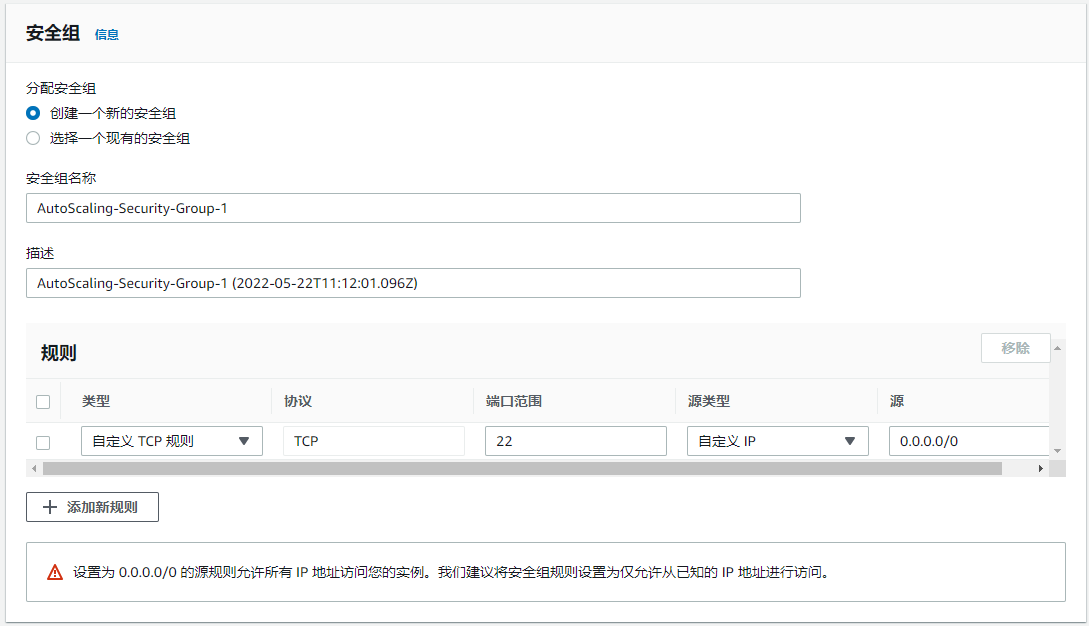 安全组 信息
分配安全组
创建一个新的安全组
选择一个现有的安全组
安全组名称
AutoScaling-Security-Group-1
描述
AutoScaling-Security-Group-1 (2022-05-22T11:12:01.096Z)
规则 移除
类型 协议 端口范围 源类型 源
自定义 TCP 规则 TCP 22 自定义 IP 0.0.0.0/0
添加新规则
设置为 0.0.0.0/0 的源规则允许所有 IP 地址访问您的实例。我们建议将安全组规则设置为仅允许从已知的 IP 地址进行访问。